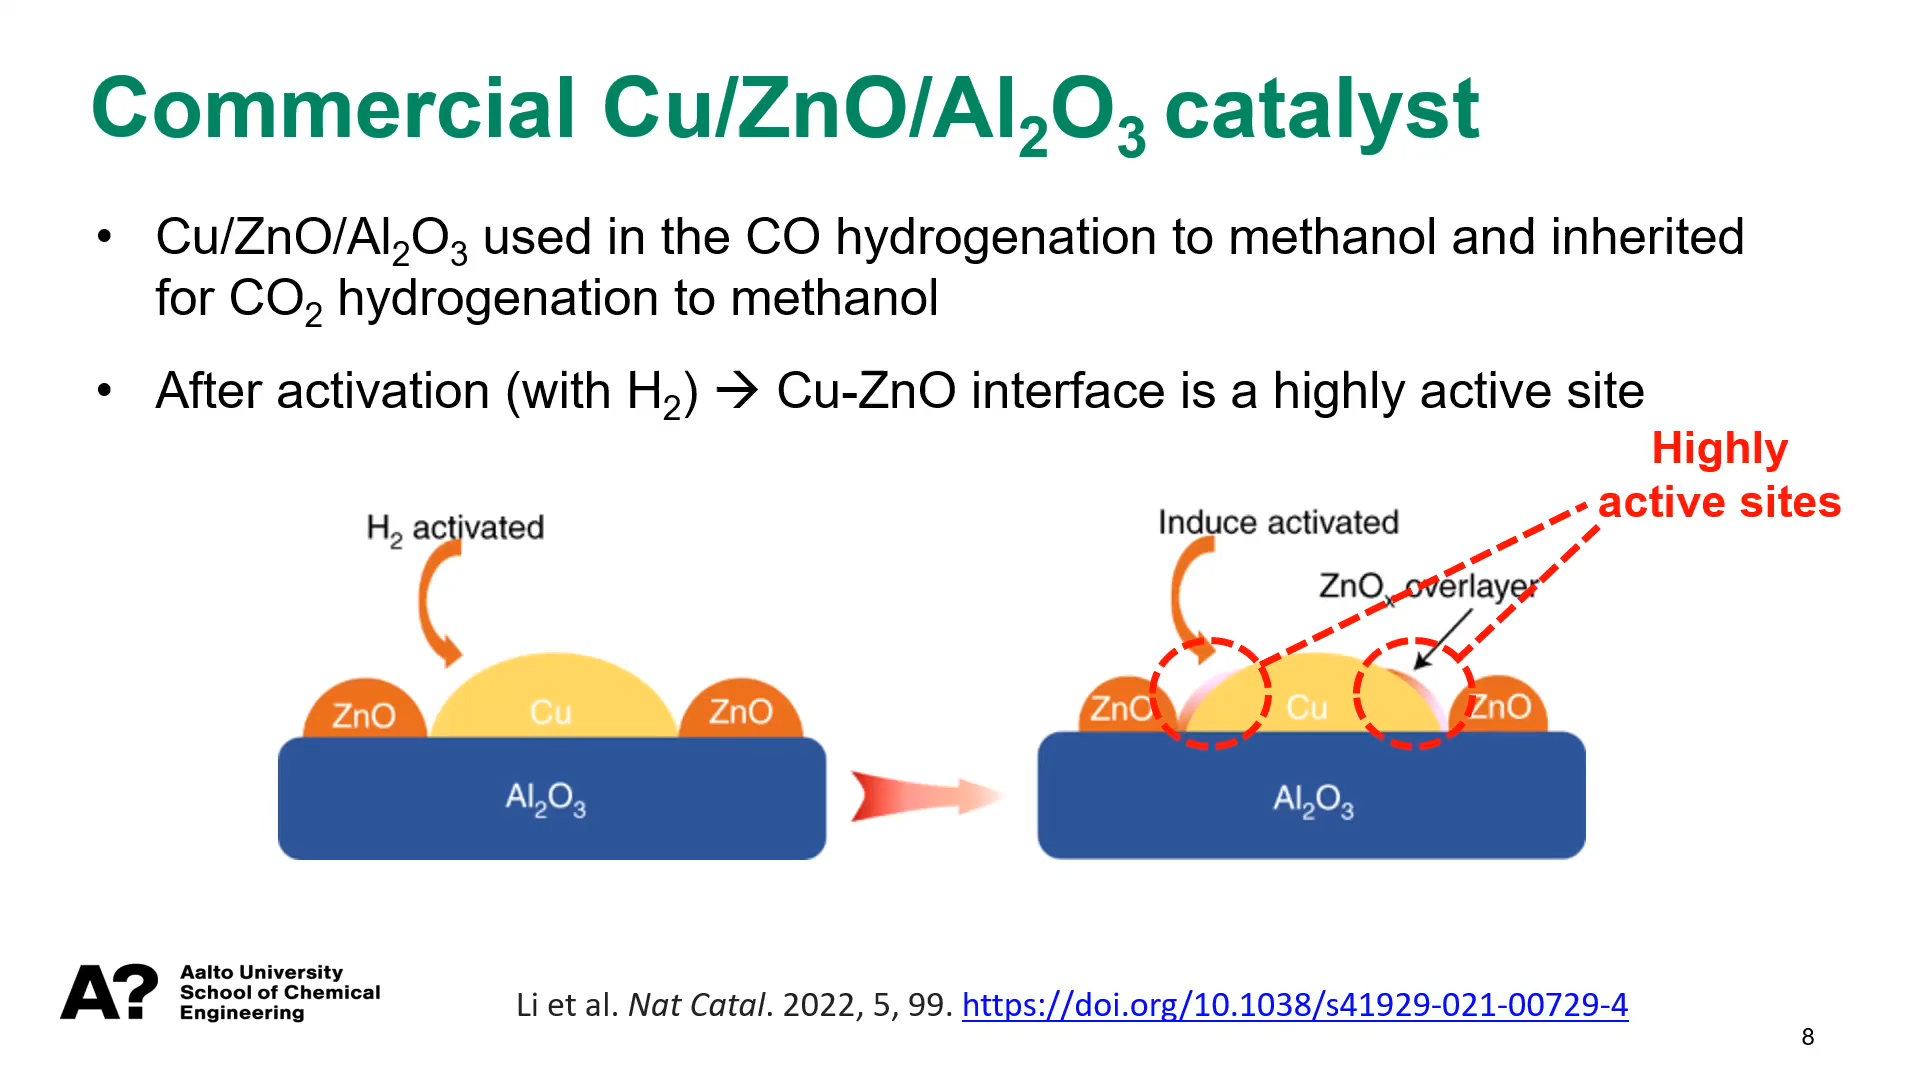 Commercial Cu/ZnO/Al₂O₃ catalyst
• Cu/ZnO/Al₂O₃ used in the CO hydrogenation to methanol and inherited
for CO₂ hydrogenation to methanol
• After activation (with H₂) → Cu-ZnO interface is a highly active site
Highly
active sites
H₂ activated
ZnO
Cu
ZnO
Al₂O₃
Induce activated
ZnOₓ overlayer
ZnO
Cu
ZnO
Al₂O₃
A?
Aalto University
School of Chemical
Engineering
Li et al. Nat Catal. 2022, 5, 99. https://doi.org/10.1038/s41929-021-00729-4
8